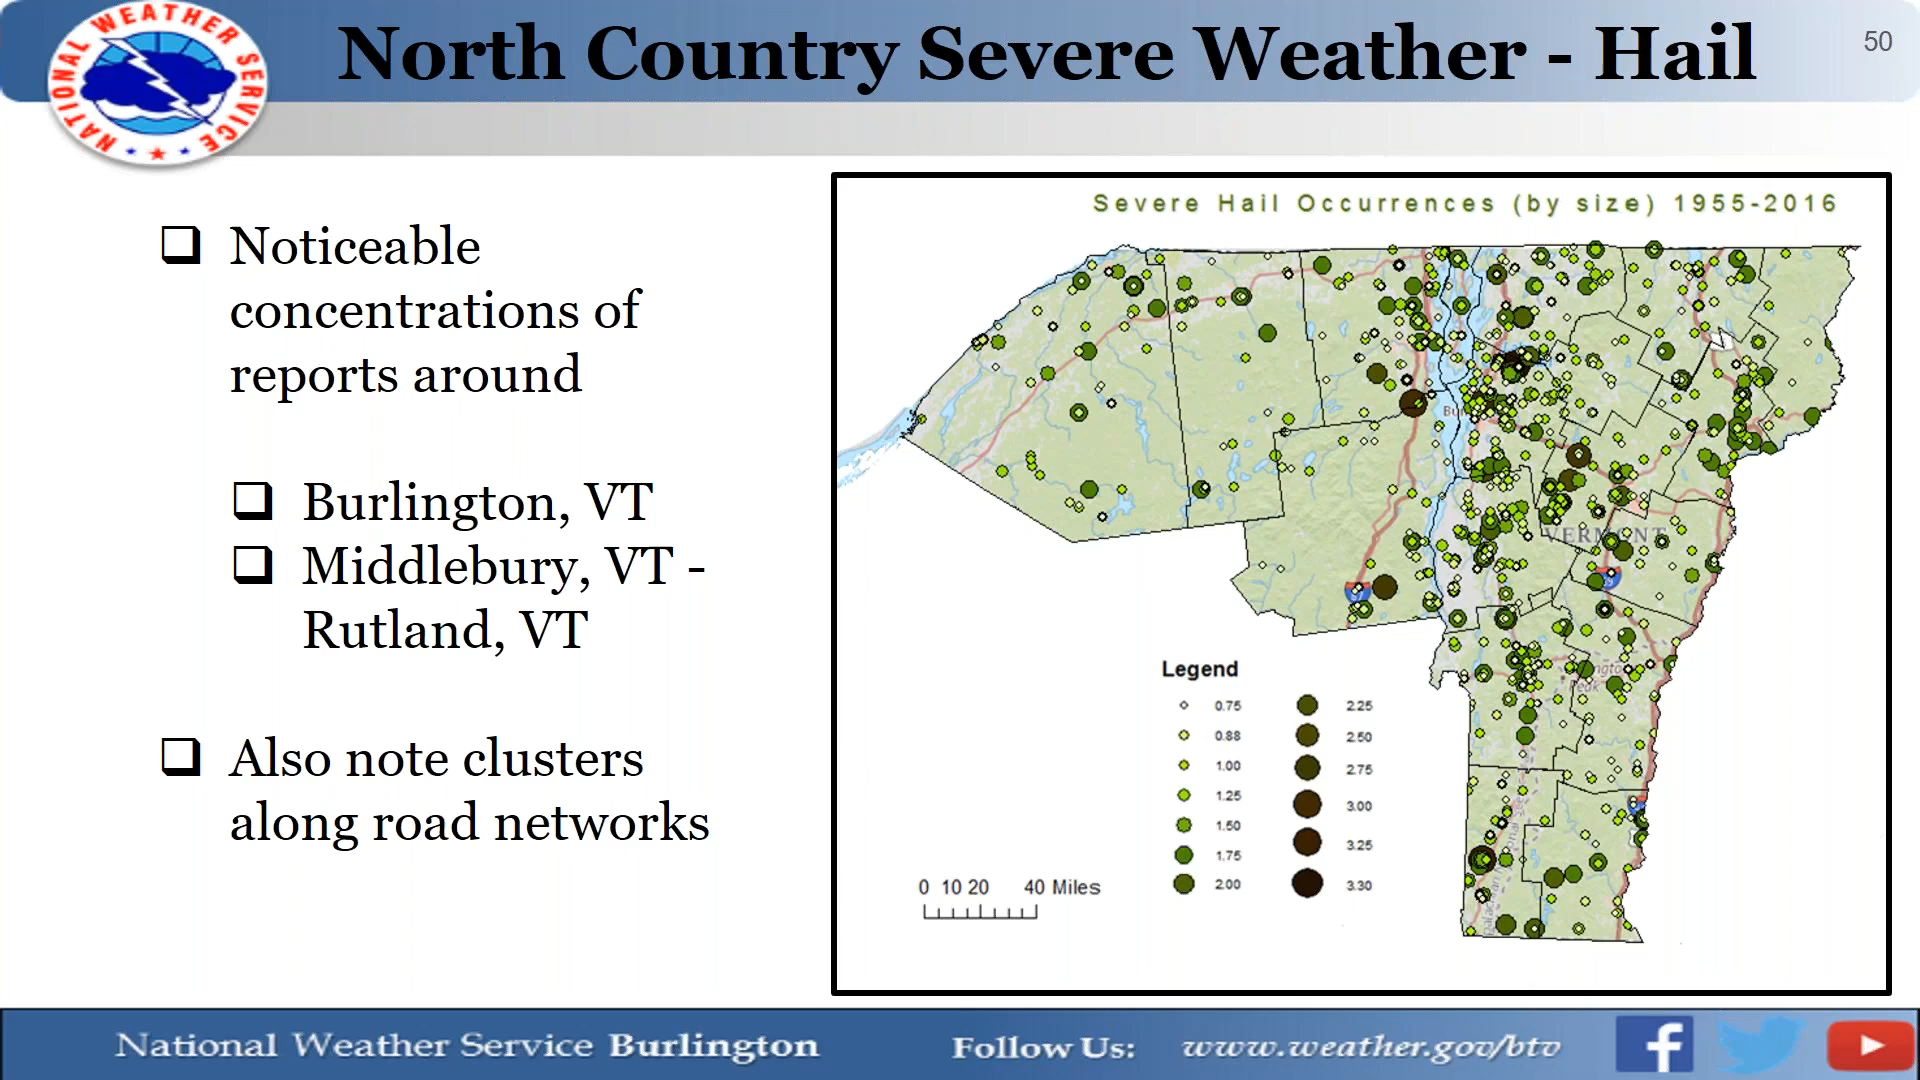 NATIONAL WEATHER SERVICE
North Country Severe Weather - Hail
50
Noticeable
concentrations of
reports around
Burlington, VT
Middlebury, VT -
Rutland, VT
Also note clusters
along road networks
Severe Hail Occurrences (by size) 1955-2016
VERMONT
Peak
Legend
0.75
0.88
1.00
1.25
1.50
1.75
2.00
2.25
2.50
2.75
3.00
3.25
3.30
0 10 20 40 Miles
National Weather Service Burlington
Follow Us:
www.weather.gov/btv